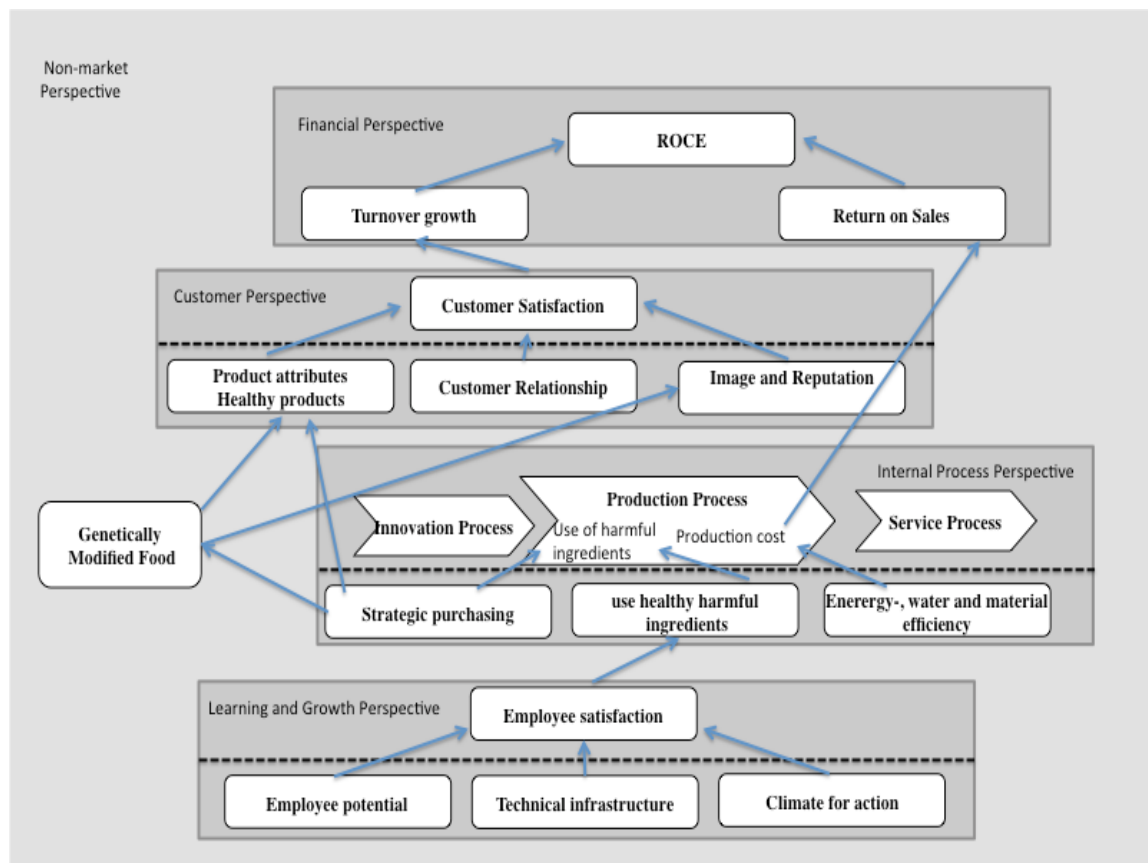 Non-market
Perspective
Financial Perspective
ROCE
Turnover growth
Return on Sales
Customer Perspective
Customer Satisfaction
Product attributes
Healthy products
Customer Relationship
Image and Reputation
Internal Process Perspective
Genetically
Modified Food
Innovation Process
Production Process
Use of harmful
ingredients
Production cost
Service Process
Strategic purchasing
use healthy harmful
ingredients
Enerergy-, water and material
efficiency
Learning and Growth Perspective
Employee satisfaction
Employee potential
Technical infrastructure
Climate for action